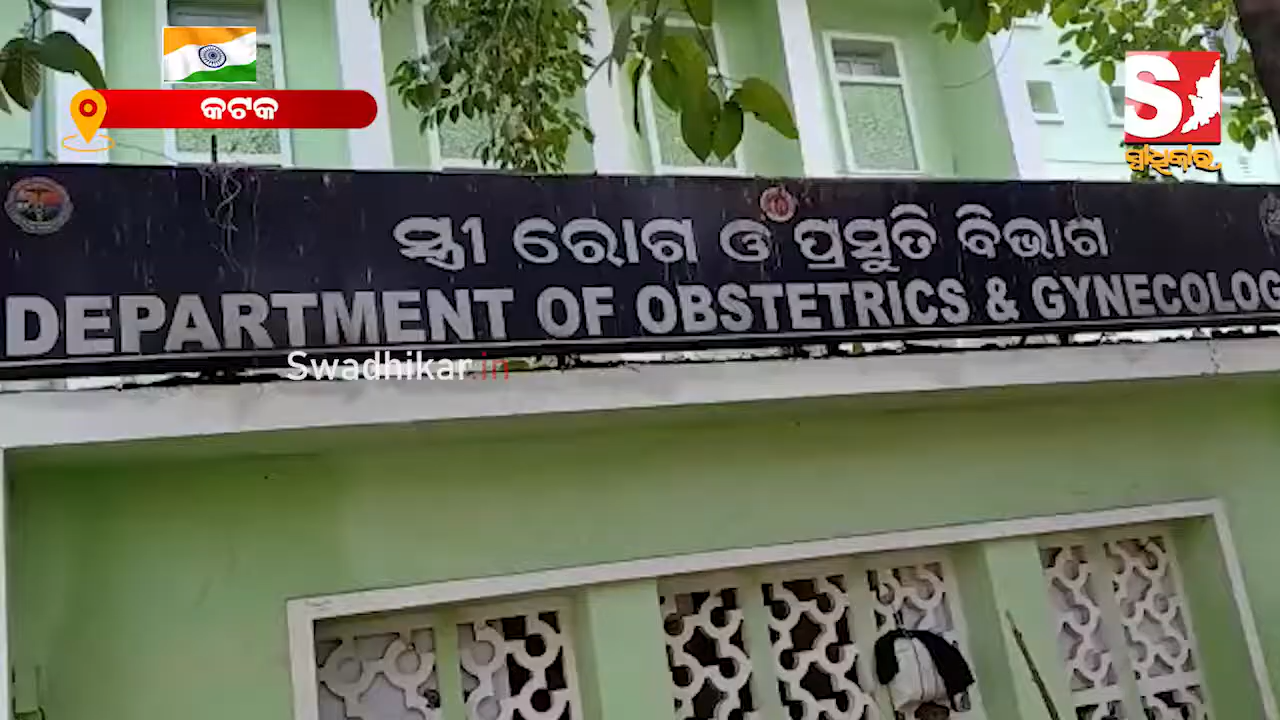 କଟକ
S
ସ୍ୱାଧିକାର
ସ୍ତ୍ରୀ ରୋଗ ଓ ପ୍ରସୂତି ବିଭାଗ
DEPARTMENT OF OBSTETRICS & GYNECOLOG
Swadhikar.in